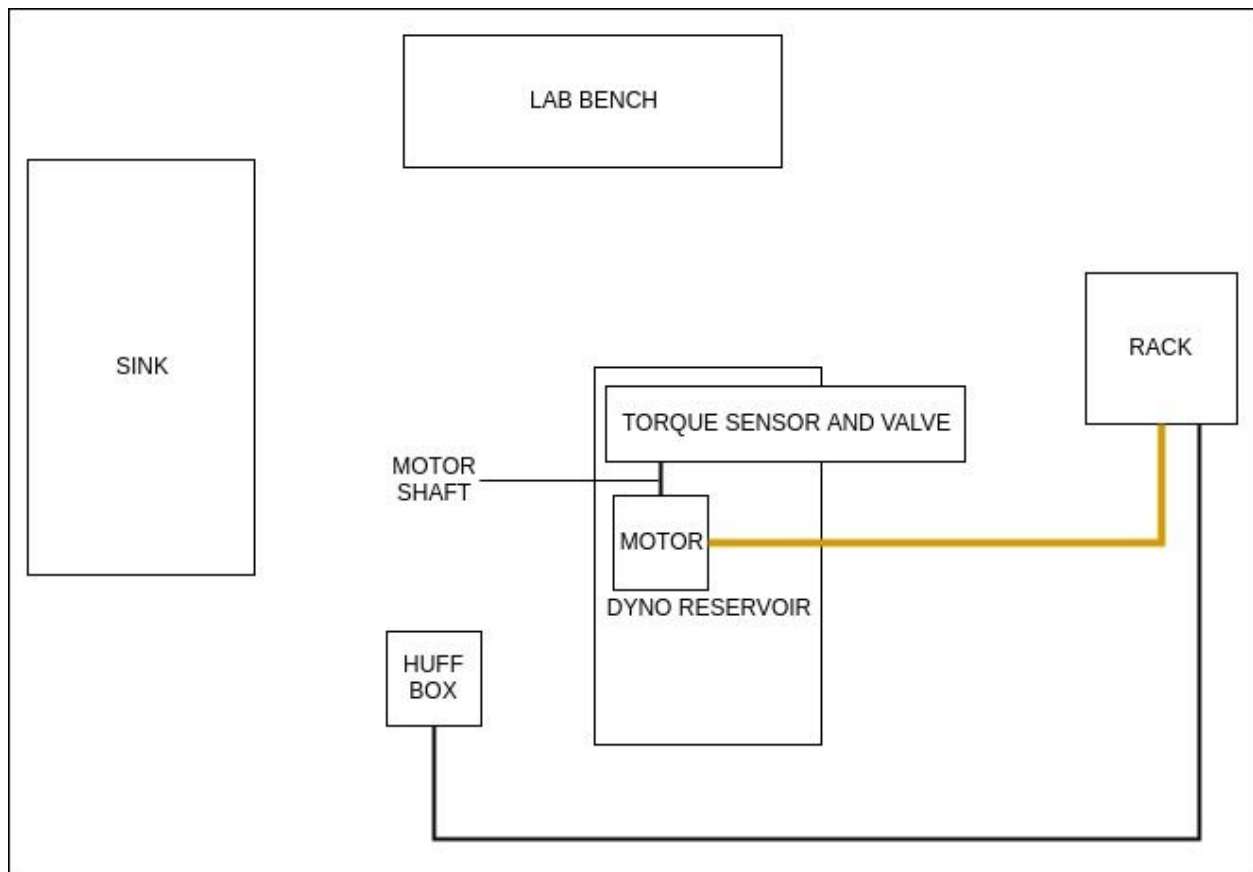 LAB BENCH
SINK
RACK
TORQUE SENSOR AND VALVE
MOTOR
SHAFT
MOTOR
DYNO RESERVOIR
HUFF
BOX